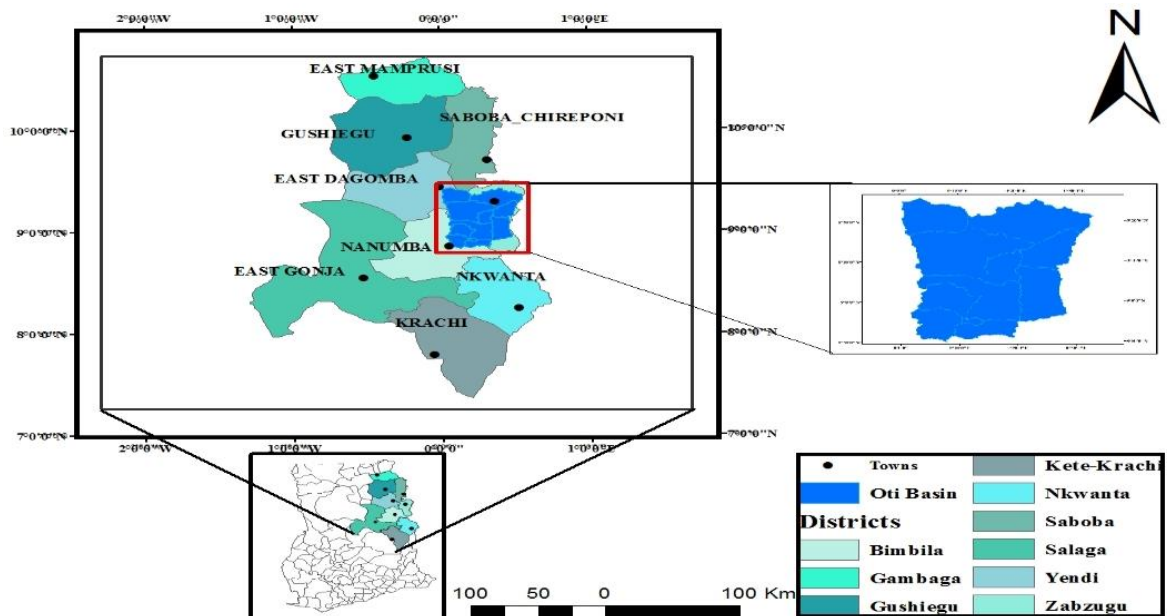 2°0'0"W 1°0'0"W 0°0'0" 1°0'0"E
N
EAST MAMPRUSI
SABOBA_CHIREPONI
10°0'0"N 10°0'0"N
GUSHIEGU
EAST DAGOMBA
9°0'0"N 9°0'0"N
NANUMBA
EAST GONJA
NKWANTA
8°0'0"N 8°0'0"N
KRACHI
7°0'0"N 7°0'0"N
2°0'0"W 1°0'0"W 0°0'0" 1°0'0"E
Towns
Oti Basin
Districts
Bimbila
Gambaga
Gushiegu
Kete-Krachi
Nkwanta
Saboba
Salaga
Yendi
Zabzugu
100 50 0 100 Km